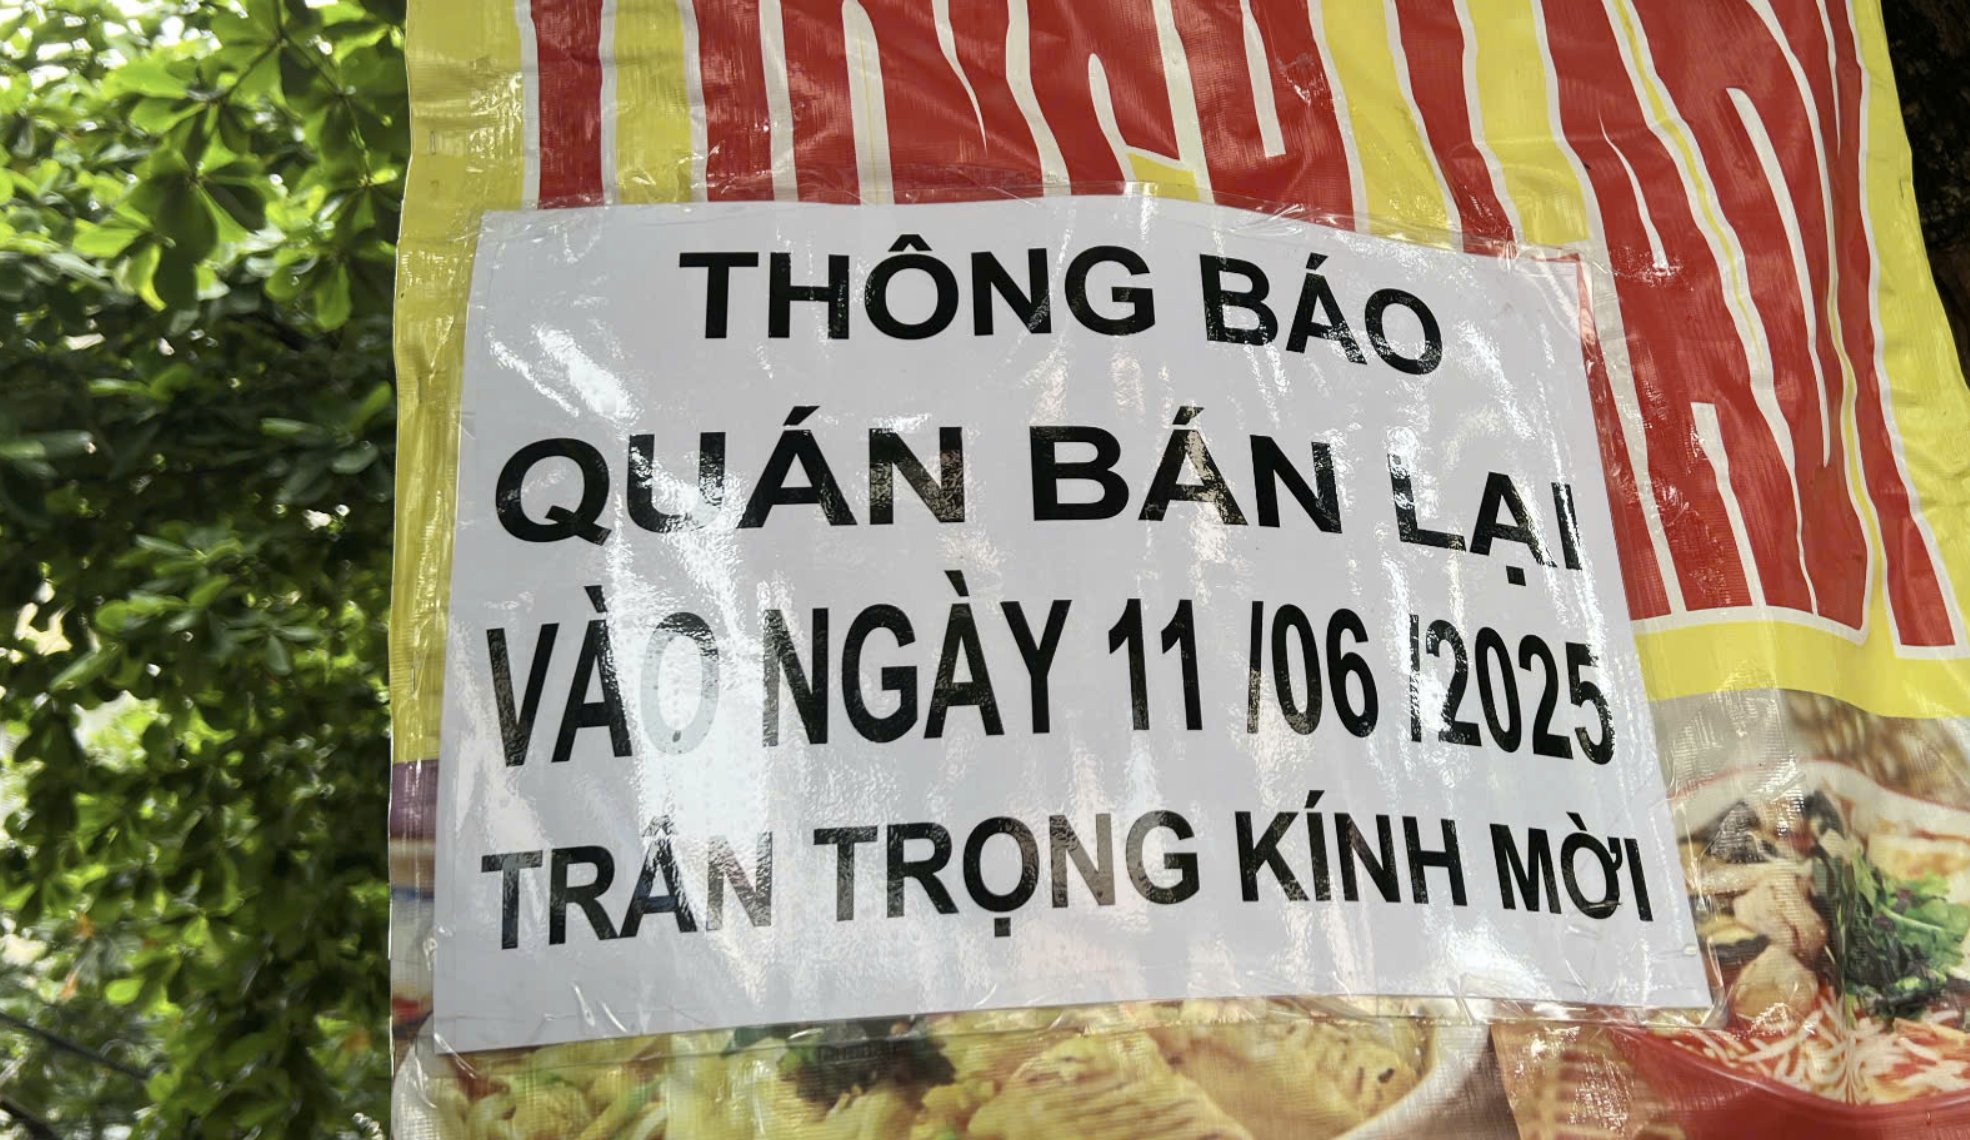 THÔNG BÁO
QUÁN BÁN LẠI
VÀO NGÀY 11 /06 /2025
TRÂN TRỌNG KÍNH MỜI